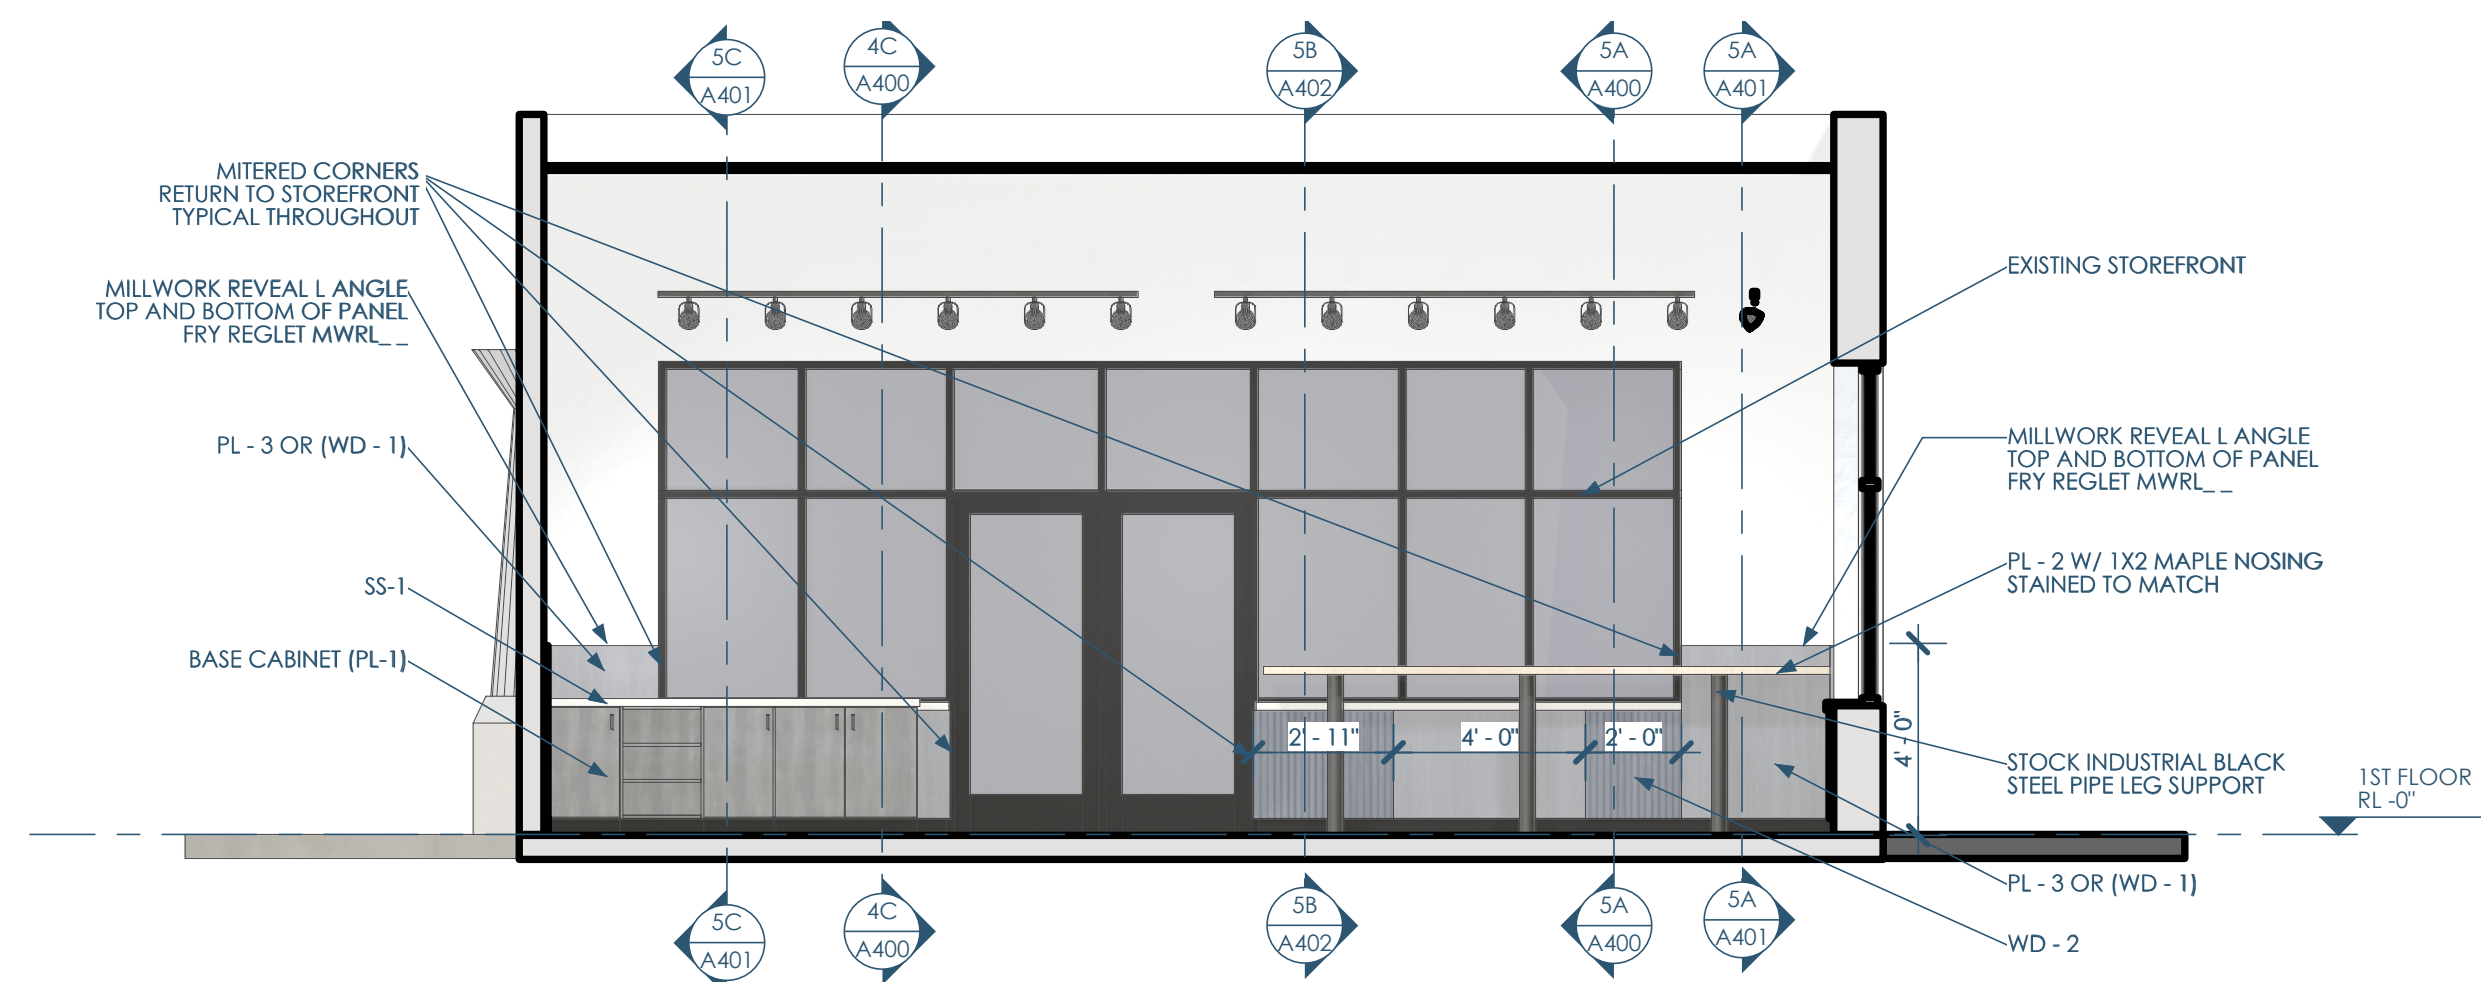 5C
A401
4C
A400
5B
A402
5A
A400
5A
A401
MITERED CORNERS
RETURN TO STOREFRONT
TYPICAL THROUGHOUT
MILLWORK REVEAL L ANGLE
TOP AND BOTTOM OF PANEL
FRY REGLET MWRL_ _
PL - 3 OR (WD - 1)
SS-1
BASE CABINET (PL-1)
EXISTING STOREFRONT
MILLWORK REVEAL L ANGLE
TOP AND BOTTOM OF PANEL
FRY REGLET MWRL_ _
PL - 2 W/ 1X2 MAPLE NOSING
STAINED TO MATCH
2' - 11"
4' - 0"
2' - 0"
4' - 0"
STOCK INDUSTRIAL BLACK
STEEL PIPE LEG SUPPORT
1ST FLOOR
RL -0"
PL - 3 OR (WD - 1)
WD - 2
5C
A401
4C
A400
5B
A402
5A
A400
5A
A401